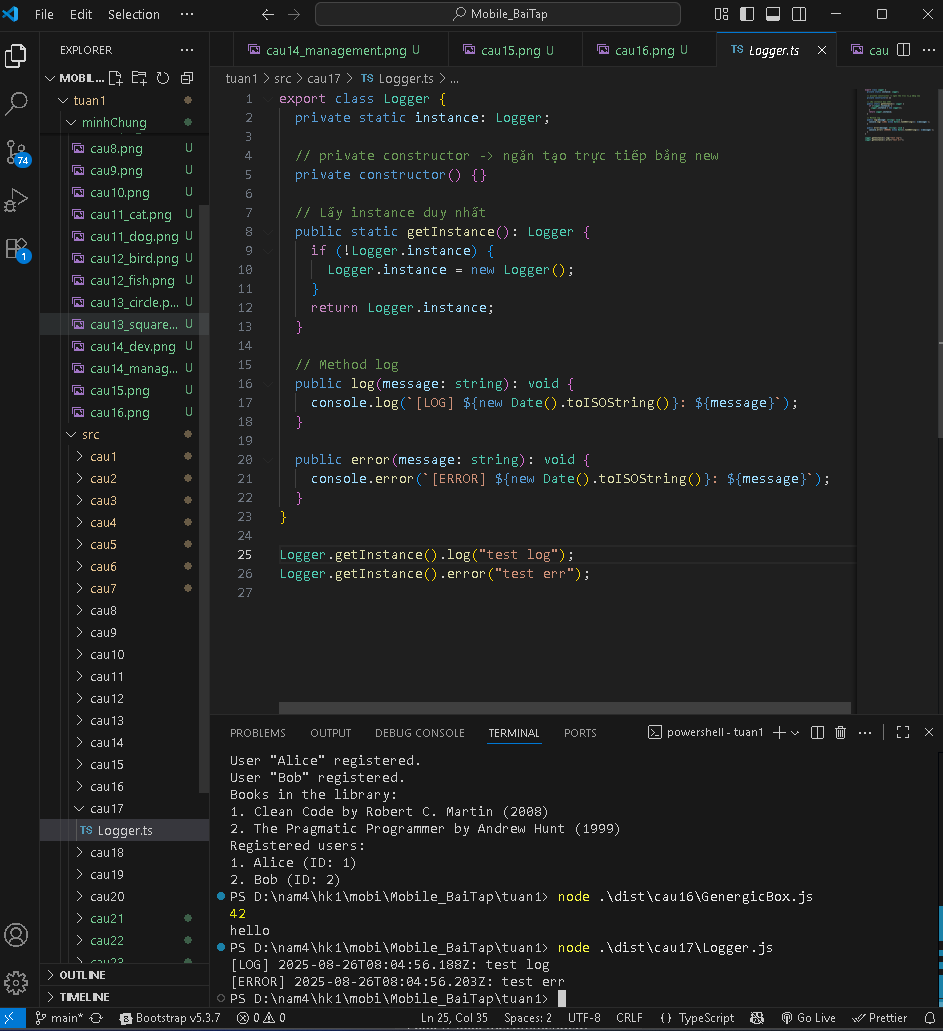 File Edit Selection ··· Mobile_BaiTap
EXPLORER ···
MOBIL...
tuan1
minhChung
cau8.png U
cau9.png U
cau10.png U
cau11_cat.png U
cau11_dog.png U
cau12_bird.png U
cau12_fish.png U
cau13_circle.p... U
cau13_square... U
cau14_dev.png U
cau14_manag... U
cau15.png U
cau16.png U
src
cau1
cau2
cau3
cau4
cau5
cau6
cau7
cau8
cau9
cau10
cau11
cau12
cau13
cau14
cau15
cau16
cau17
TS Logger.ts
cau18
cau19
cau20
cau21
cau22
cau23
OUTLINE
TIMELINE
74
1
cau14_management.png U cau15.png U cau16.png U TS Logger.ts cau ···
tuan1 > src > cau17 > TS Logger.ts > ...
1 export class Logger {
2 private static instance: Logger;
3
4 // private constructor -> ngăn tạo trực tiếp bằng new
5 private constructor() {}
6
7 // Lấy instance duy nhất
8 public static getInstance(): Logger {
9 if (!Logger.instance) {
10 Logger.instance = new Logger();
11 }
12 return Logger.instance;
13 }
14
15 // Method log
16 public log(message: string): void {
17 console.log(`[LOG] ${new Date().toISOString()}: ${message}`);
18 }
19
20 public error(message: string): void {
21 console.error(`[ERROR] ${new Date().toISOString()}: ${message}`);
22 }
23 }
24
25 Logger.getInstance().log("test log");
26 Logger.getInstance().error("test err");
27
PROBLEMS OUTPUT DEBUG CONSOLE TERMINAL PORTS powershell - tuan1 ···
User "Alice" registered.
User "Bob" registered.
Books in the library:
1. Clean Code by Robert C. Martin (2008)
2. The Pragmatic Programmer by Andrew Hunt (1999)
Registered users:
1. Alice (ID: 1)
2. Bob (ID: 2)
PS D:\nam4\hk1\mobi\Mobile_BaiTap\tuan1> node .\dist\cau16\GenergicBox.js
42
hello
PS D:\nam4\hk1\mobi\Mobile_BaiTap\tuan1> node .\dist\cau17\Logger.js
[LOG] 2025-08-26T08:04:56.188Z: test log
[ERROR] 2025-08-26T08:04:56.203Z: test err
PS D:\nam4\hk1\mobi\Mobile_BaiTap\tuan1>
main* Bootstrap v5.3.7 0 0 Ln 25, Col 35 Spaces: 2 UTF-8 CRLF {} TypeScript Go Live Prettier